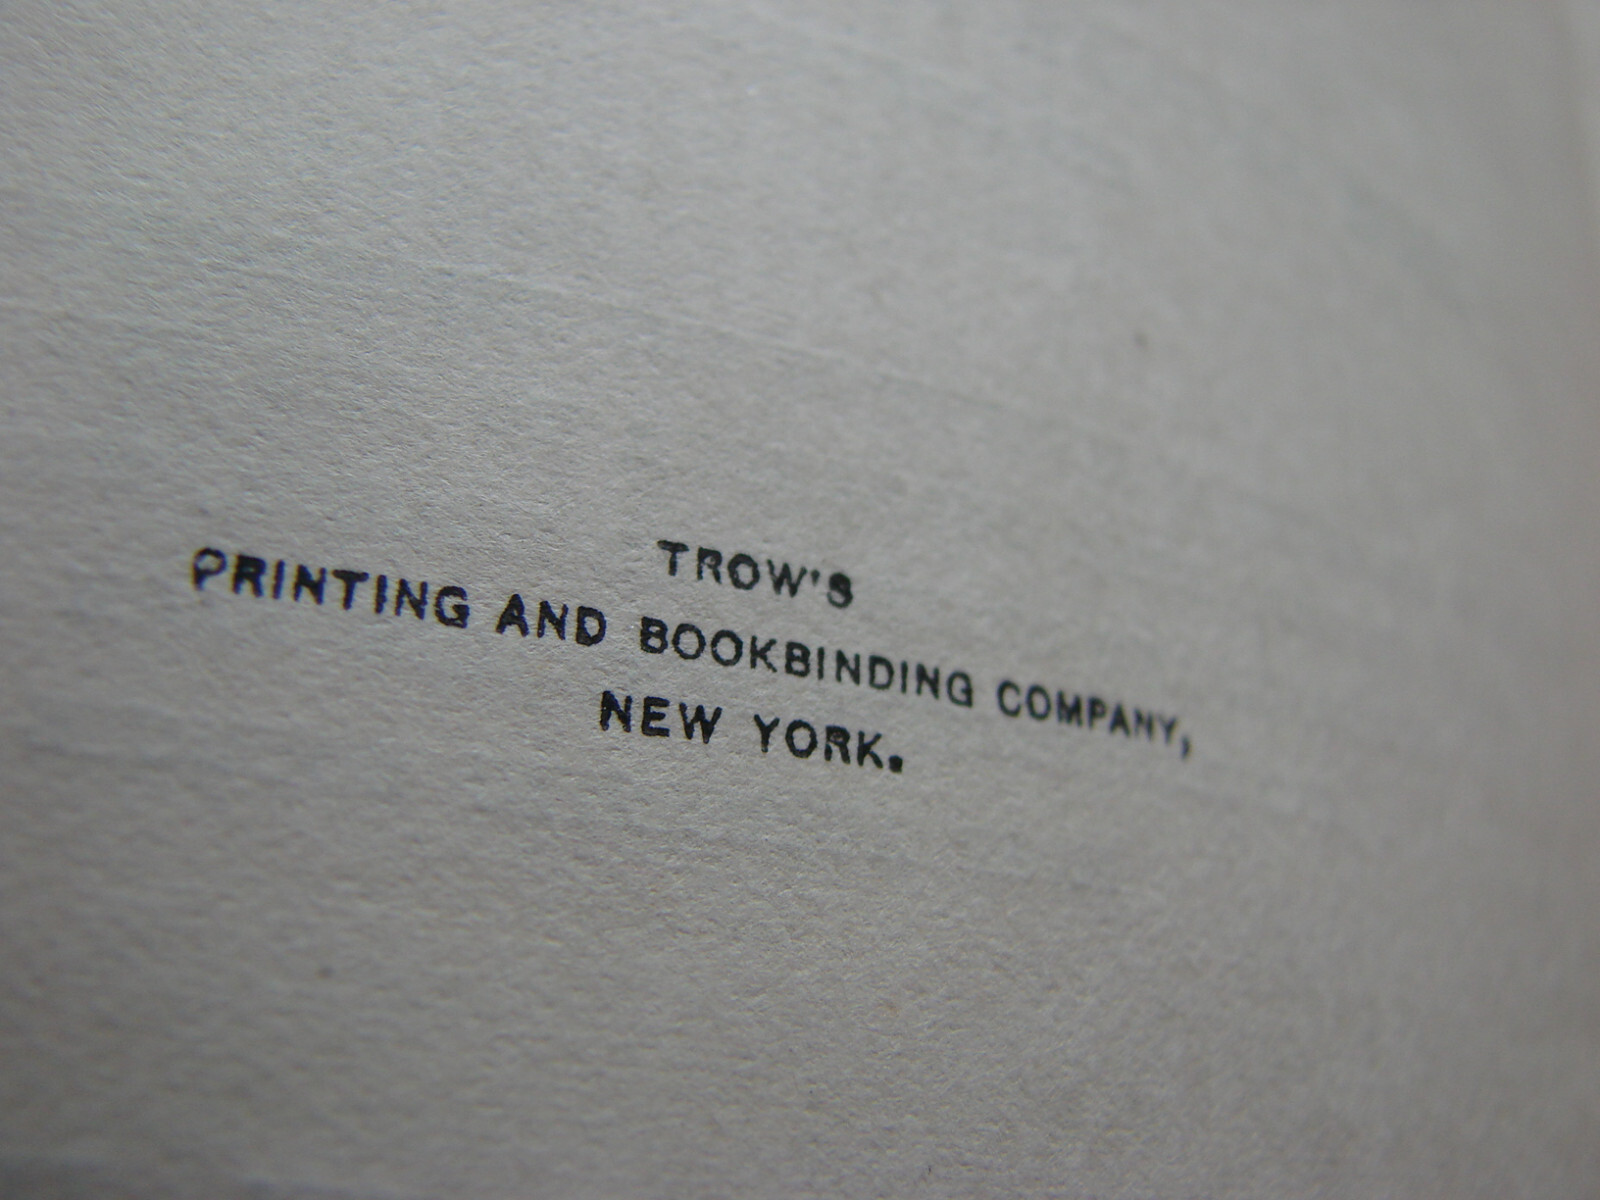 TROW'S
PRINTING AND BOOKBINDING COMPANY,
NEW YORK.